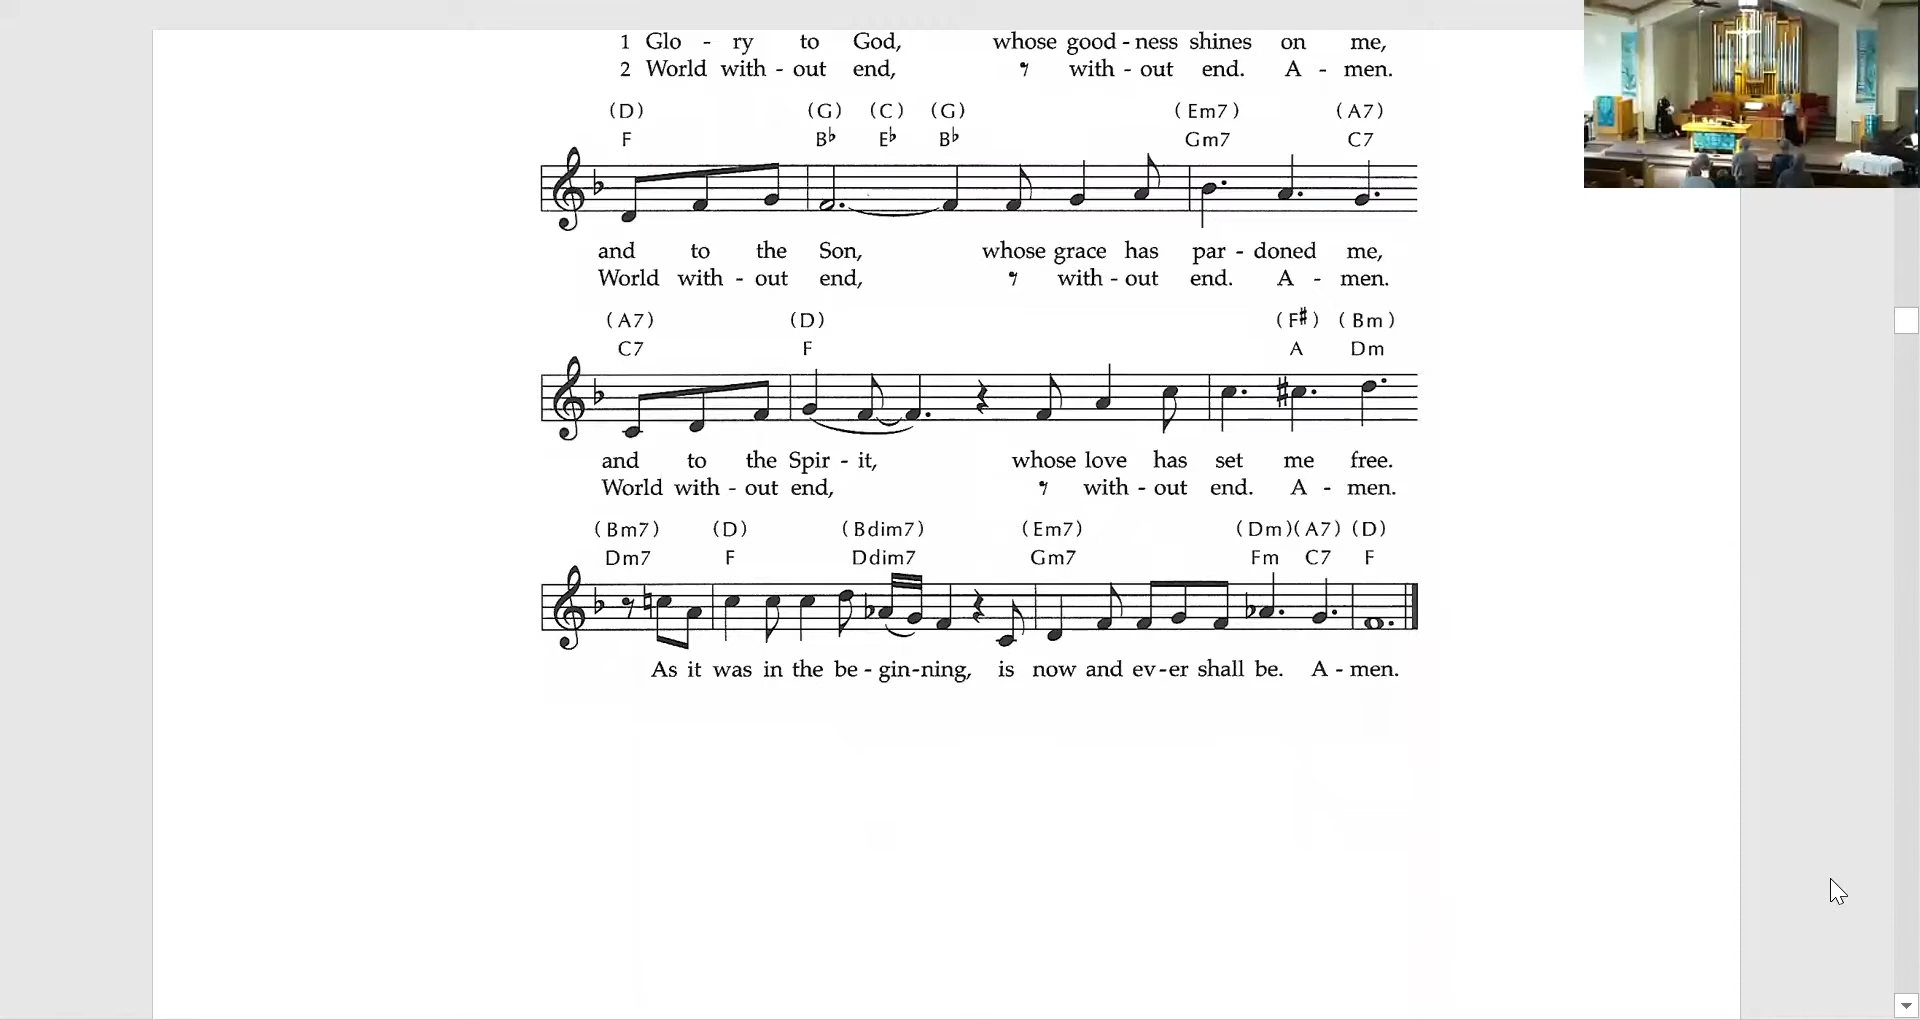 1 Glo - ry to God, whose good - ness shines on me,
2 World with - out end, with - out end. A - men.
(D) (G) (C) (G) (Em7) (A7)
F B♭ E♭ B♭ Gm7 C7
and to the Son, whose grace has par - doned me,
World with - out end, with - out end. A - men.
(A7) (D) (F♯) (Bm)
C7 F A Dm
and to the Spir - it, whose love has set me free.
World with - out end, with - out end. A - men.
(Bm7) (D) (Bdim7) (Em7) (Dm)(A7) (D)
Dm7 F Ddim7 Gm7 Fm C7 F
As it was in the be - gin-ning, is now and ev-er shall be. A - men.